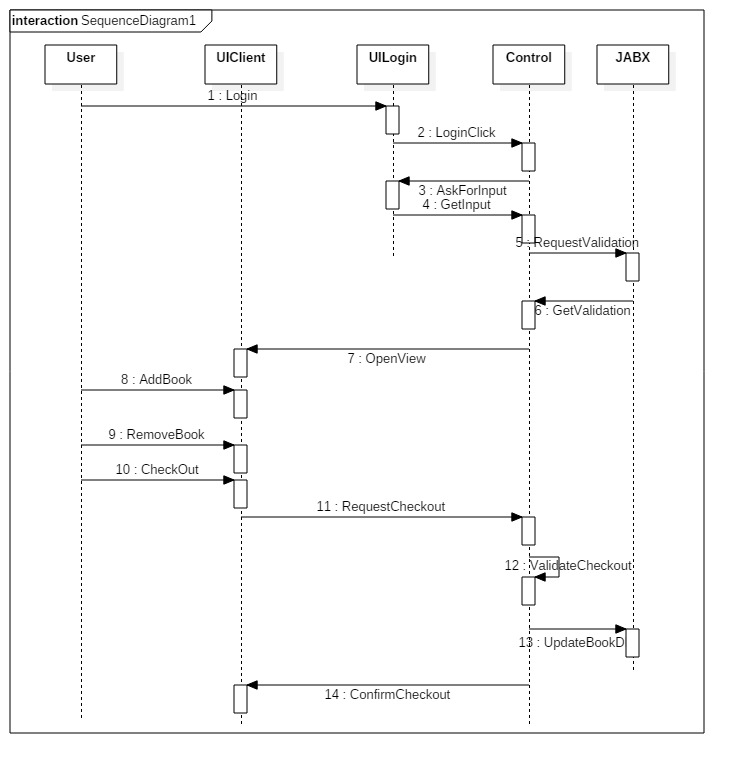 interaction SequenceDiagram1
User
UIClient
UILogin
Control
JABX
1 : Login
2 : LoginClick
3 : AskForInput
4 : GetInput
5 : RequestValidation
6 : GetValidation
7 : OpenView
8 : AddBook
9 : RemoveBook
10 : CheckOut
11 : RequestCheckout
12 : ValidateCheckout
13 : UpdateBookD
14 : ConfirmCheckout